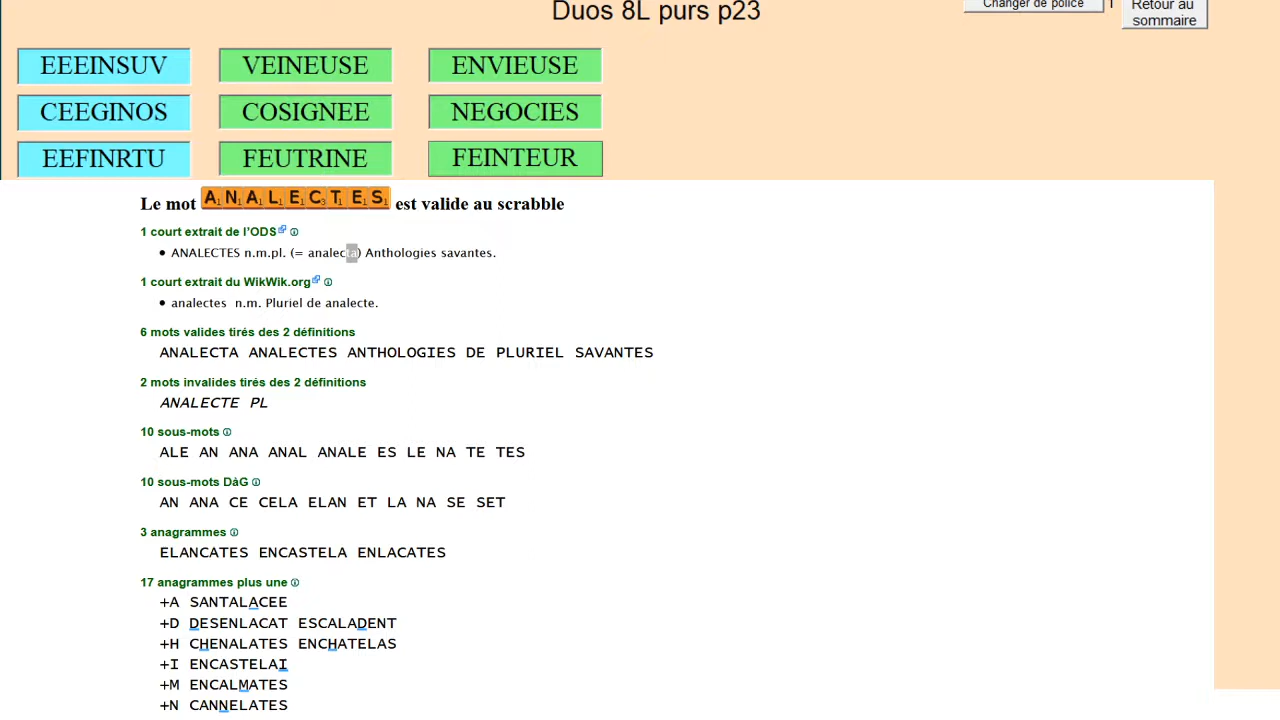 Duos 8L purs p23
Changer de police
1
Retour au
sommaire
EEEINSUV VEINEUSE ENVIEUSE
CEEGINOS COSIGNEE NEGOCIES
EEFINRTU FEUTRINE FEINTEUR
Le mot A1N1A1L1E1C3T1E1S1 est valide au scrabble
1 court extrait de l'ODS
• ANALECTES n.m.pl. (= analecta) Anthologies savantes.
1 court extrait du WikWik.org
• analectes n.m. Pluriel de analecte.
6 mots valides tirés des 2 définitions
ANALECTA ANALECTES ANTHOLOGIES DE PLURIEL SAVANTES
2 mots invalides tirés des 2 définitions
ANALECTE PL
10 sous-mots
ALE AN ANA ANAL ANALE ES LE NA TE TES
10 sous-mots DàG
AN ANA CE CELA ELAN ET LA NA SE SET
3 anagrammes
ELANCATES ENCASTELA ENLACATES
17 anagrammes plus une
+A SANTALACEE
+D DESENLACAT ESCALADENT
+H CHENALATES ENCHATELAS
+I ENCASTELAI
+M ENCALMATES
+N CANNELATES